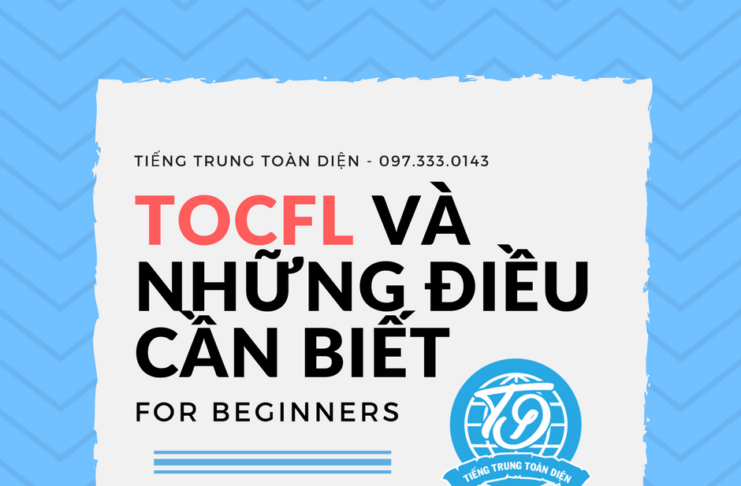 TIẾNG TRUNG TOÀN DIỆN - 097.333.0143
TOCFL VÀ
NHỮNG ĐIỀU
CẦN BIẾT
FOR BEGINNERS
TD
TIẾNG TRUNG TOÀN DIỆN